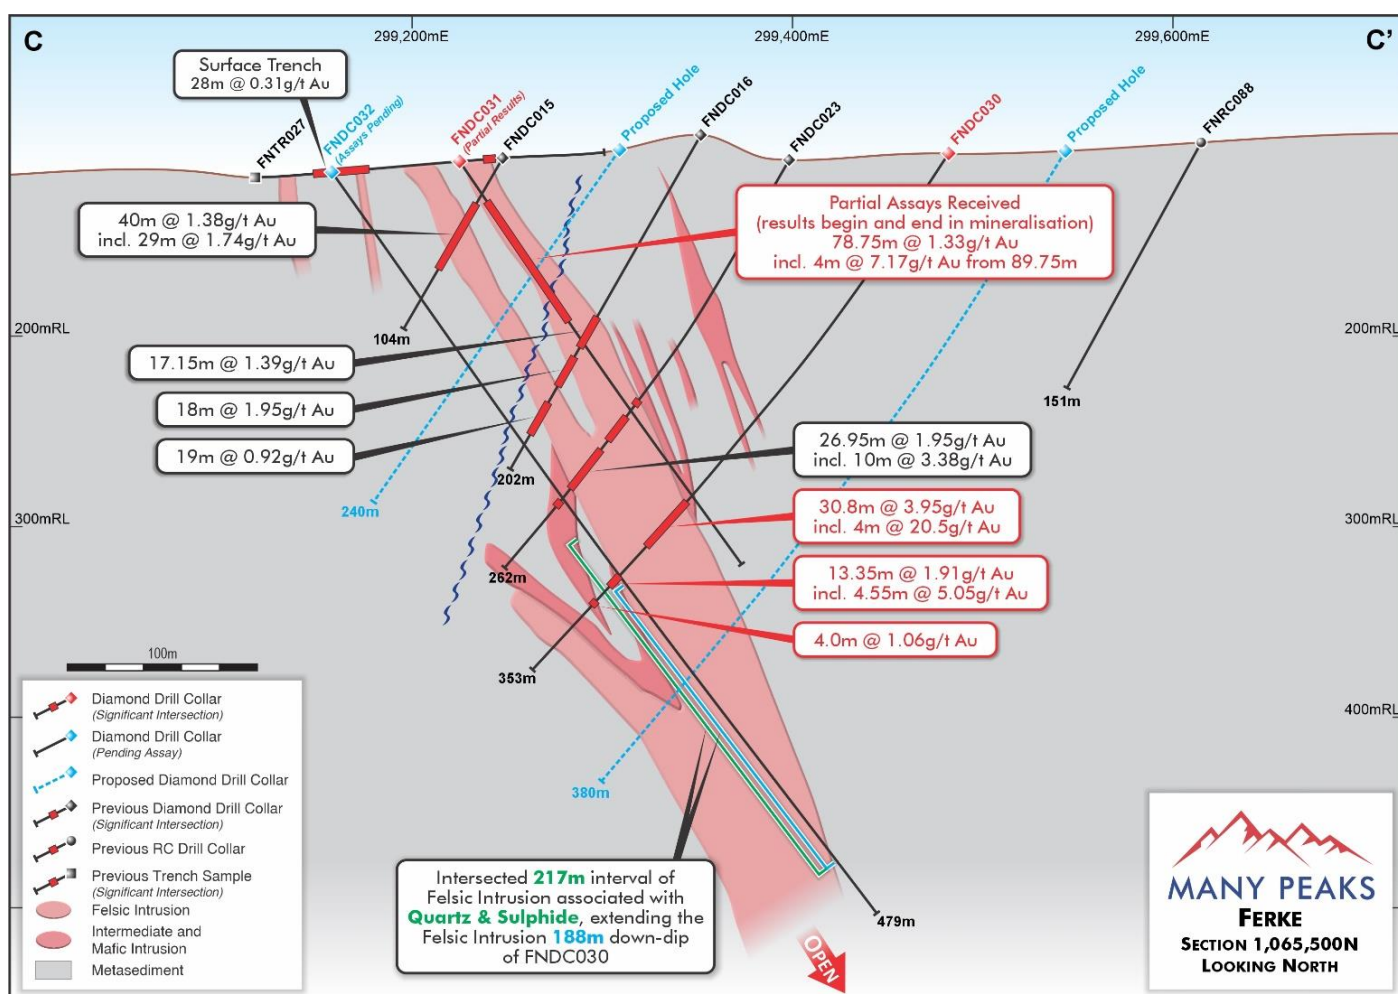 C
299,200mE
299,400mE
299,600mE
C’
Surface Trench
28m @ 0.31g/t Au
FNTR027
FNDC032
(Assays Pending)
FNDC031
(Partial Results)
FNDC015
Proposed Hole
FNDC016
FNDC023
FNDC030
Proposed Hole
FNRC088
40m @ 1.38g/t Au
incl. 29m @ 1.74g/t Au
Partial Assays Received
(results begin and end in mineralisation)
78.75m @ 1.33g/t Au
incl. 4m @ 7.17g/t Au from 89.75m
200mRL
104m
200mRL
17.15m @ 1.39g/t Au
18m @ 1.95g/t Au
151m
19m @ 0.92g/t Au
26.95m @ 1.95g/t Au
incl. 10m @ 3.38g/t Au
202m
240m
300mRL
30.8m @ 3.95g/t Au
incl. 4m @ 20.5g/t Au
300mRL
262m
13.35m @ 1.91g/t Au
incl. 4.55m @ 5.05g/t Au
4.0m @ 1.06g/t Au
100m
353m
400mRL
380m
Diamond Drill Collar
(Significant Intersection)
Diamond Drill Collar
(Pending Assay)
Proposed Diamond Drill Collar
Previous Diamond Drill Collar
(Significant Intersection)
Previous RC Drill Collar
Previous Trench Sample
(Significant Intersection)
Felsic Intrusion
Intermediate and
Mafic Intrusion
Metasediment
Intersected 217m interval of
Felsic Intrusion associated with
Quartz & Sulphide, extending the
Felsic Intrusion 188m down-dip
of FNDC030
479m
OPEN
MANY PEAKS
FERKE
SECTION 1,065,500N
LOOKING NORTH